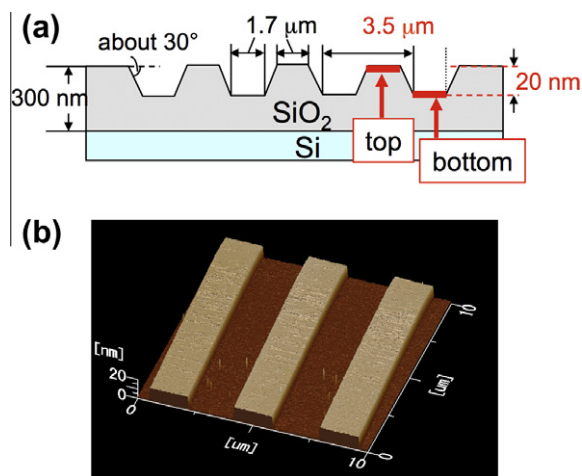 (a)
about 30°
1.7 μm
3.5 μm
300 nm
20 nm
SiO₂
Si
top
bottom
(b)
[nm]
20
0
0
[um]
10
0
[um]
10